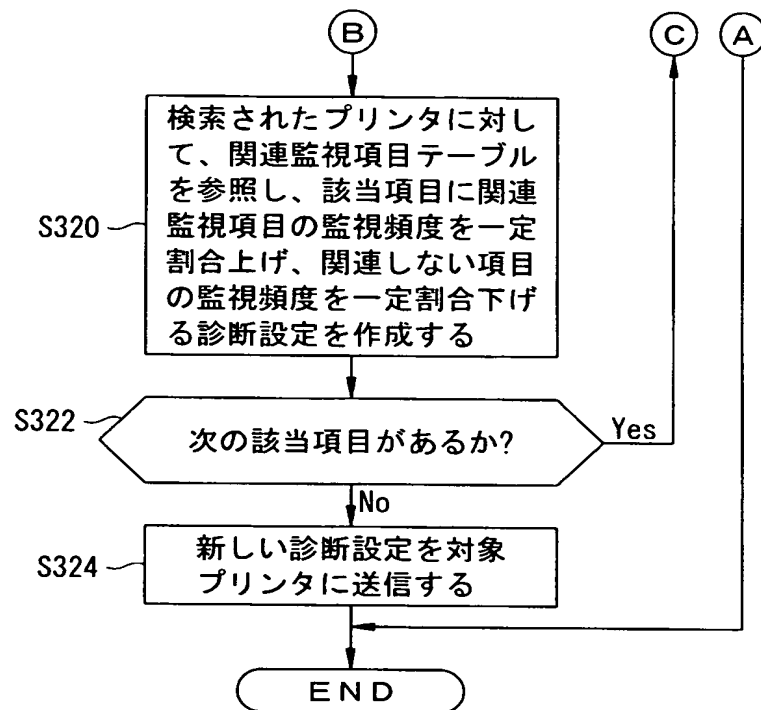 B
C
A
検索されたプリンタに対し
て、関連監視項目テーブル
を参照し、該当項目に関連
監視項目の監視頻度を一定
割合上げ、関連しない項目
の監視頻度を一定割合下げ
る診断設定を作成する
S320
S322
次の該当項目があるか?
Yes
No
S324
新しい診断設定を対象
プリンタに送信する
END